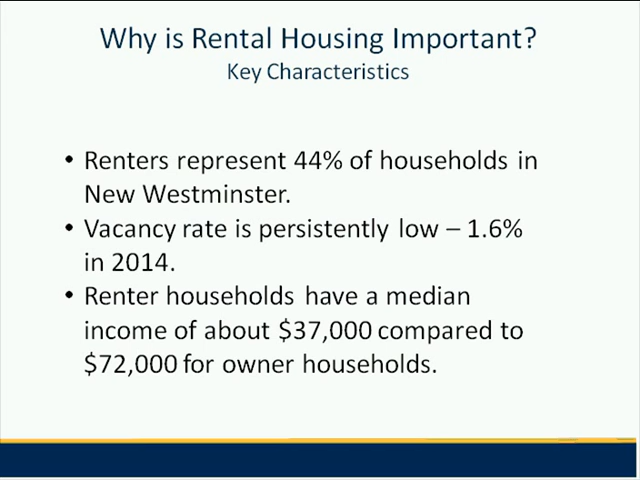 Why is Rental Housing Important?
Key Characteristics
• Renters represent 44% of households in
New Westminster.
• Vacancy rate is persistently low – 1.6%
in 2014.
• Renter households have a median
income of about $37,000 compared to
$72,000 for owner households.